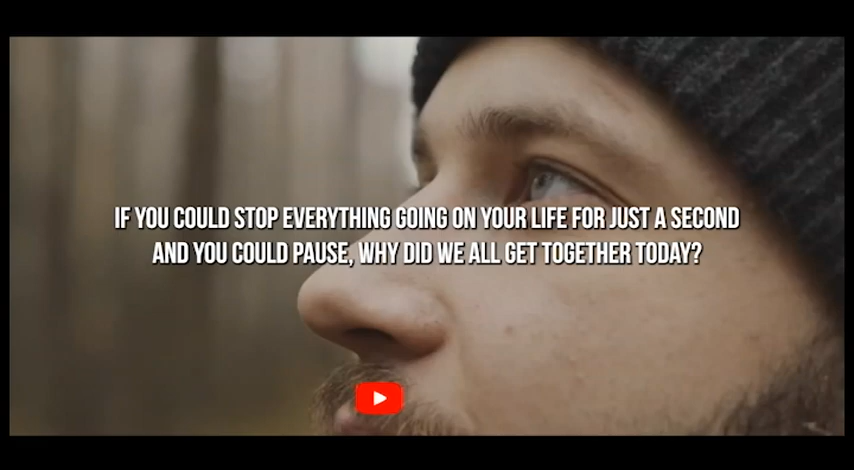 IF YOU COULD STOP EVERYTHING GOING ON YOUR LIFE FOR JUST A SECOND
AND YOU COULD PAUSE, WHY DID WE ALL GET TOGETHER TODAY?